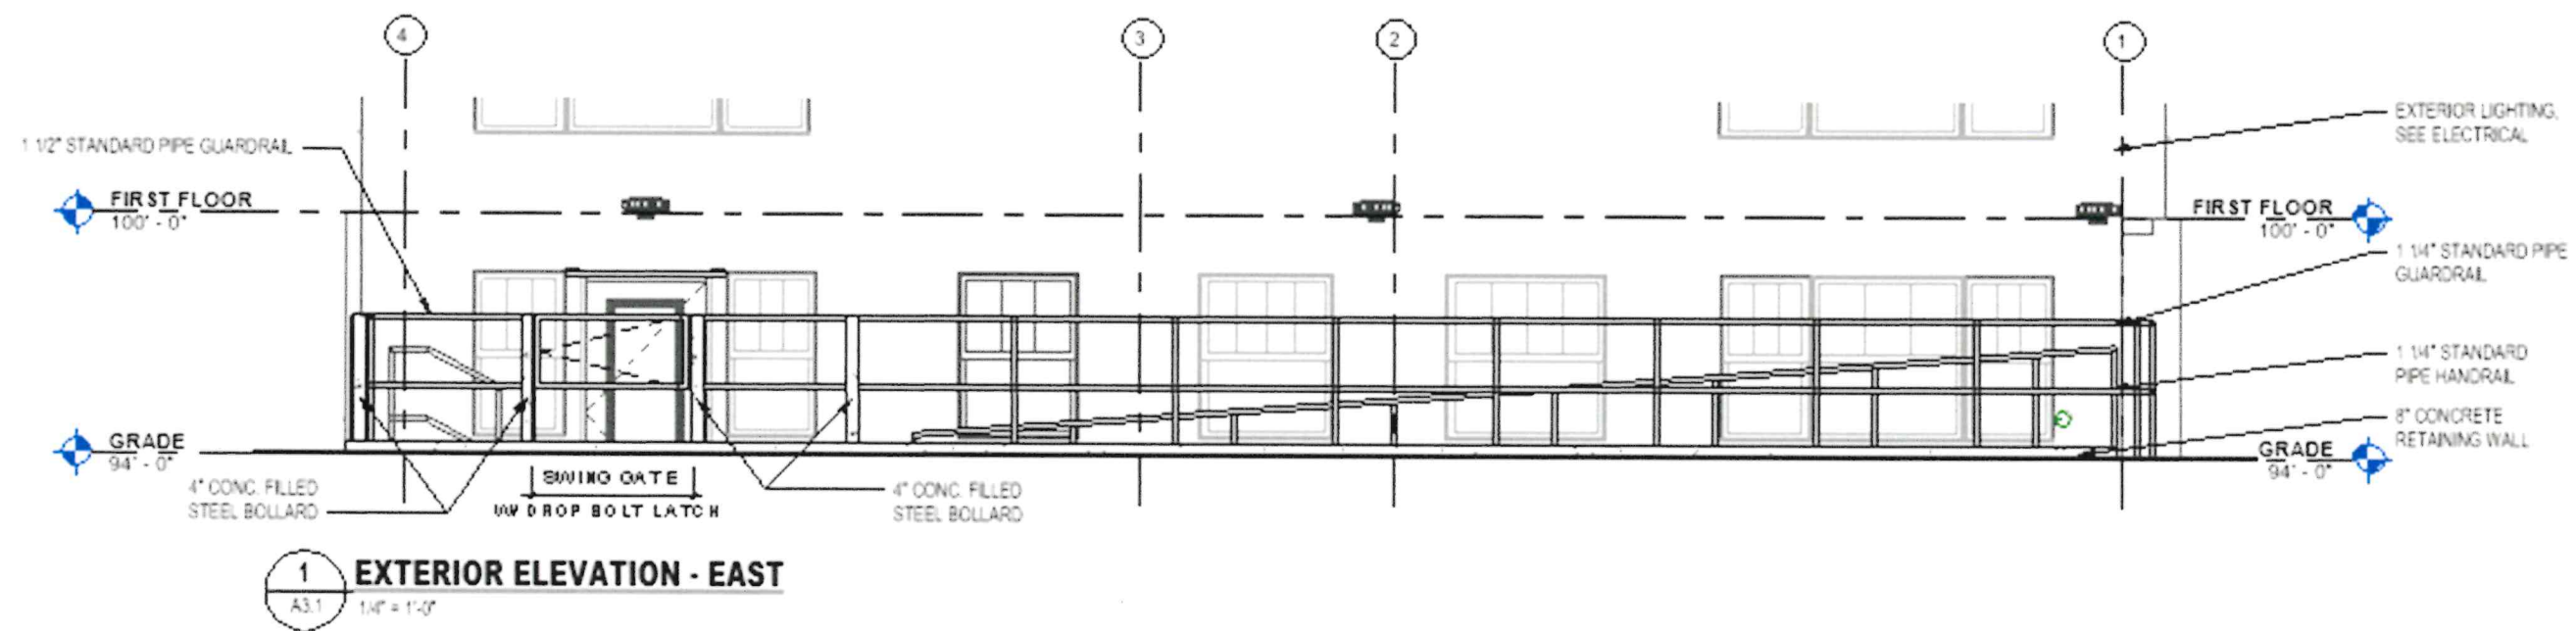 4
3
2
1
1 1/2" STANDARD PIPE GUARDRAIL
EXTERIOR LIGHTING,
SEE ELECTRICAL
FIRST FLOOR
100' - 0"
FIRST FLOOR
100' - 0"
1 1/4" STANDARD PIPE
GUARDRAIL
1 1/4" STANDARD
PIPE HANDRAIL
8" CONCRETE
RETAINING WALL
GRADE
94' - 0"
GRADE
94' - 0"
4" CONC. FILLED
STEEL BOLLARD
SWING GATE
W/ DROP BOLT LATCH
4" CONC. FILLED
STEEL BOLLARD
1
A3.1
EXTERIOR ELEVATION - EAST
1/4" = 1'-0"